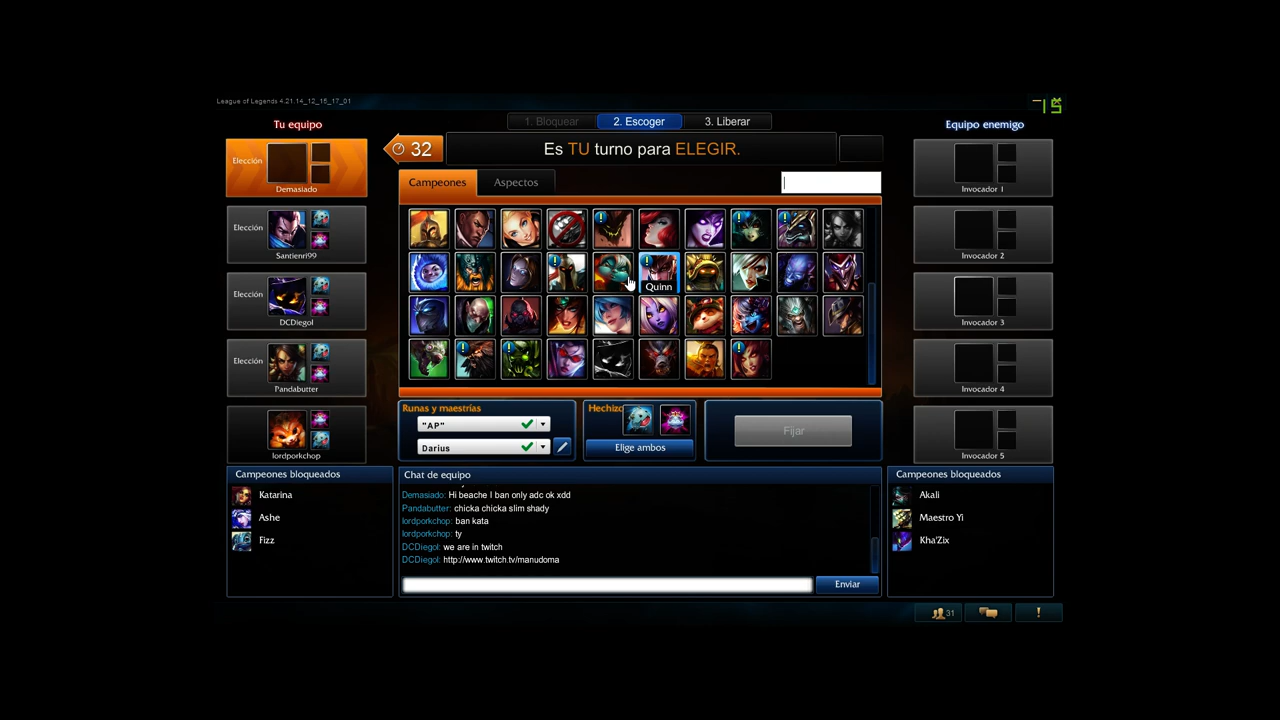 League of Legends 4.21.14_12_15_17_01
15
Tu equipo
1. Bloquear
2. Escoger
3. Liberar
Equipo enemigo
32
Es TU turno para ELEGIR.
Elección
Demasiado
Invocador 1
Campeones
Aspectos
Elección
Santienri99
Invocador 2
Quinn
Elección
DCDiegol
Invocador 3
Elección
Pandabutter
Invocador 4
Runas y maestrías
"AP"
Darius
Hechizo
Elige ambos
Fijar
lordporkchop
Invocador 5
Campeones bloqueados
Katarina
Ashe
Fizz
Chat de equipo
Demasiado: Hi beache I ban only adc ok xdd
Pandabutter: chicka chicka slim shady
lordporkchop: ban kata
lordporkchop: ty
DCDiegol: we are in twitch
DCDiegol: http://www.twitch.tv/manudoma
Enviar
Campeones bloqueados
Akali
Maestro Yi
Kha'Zix
31